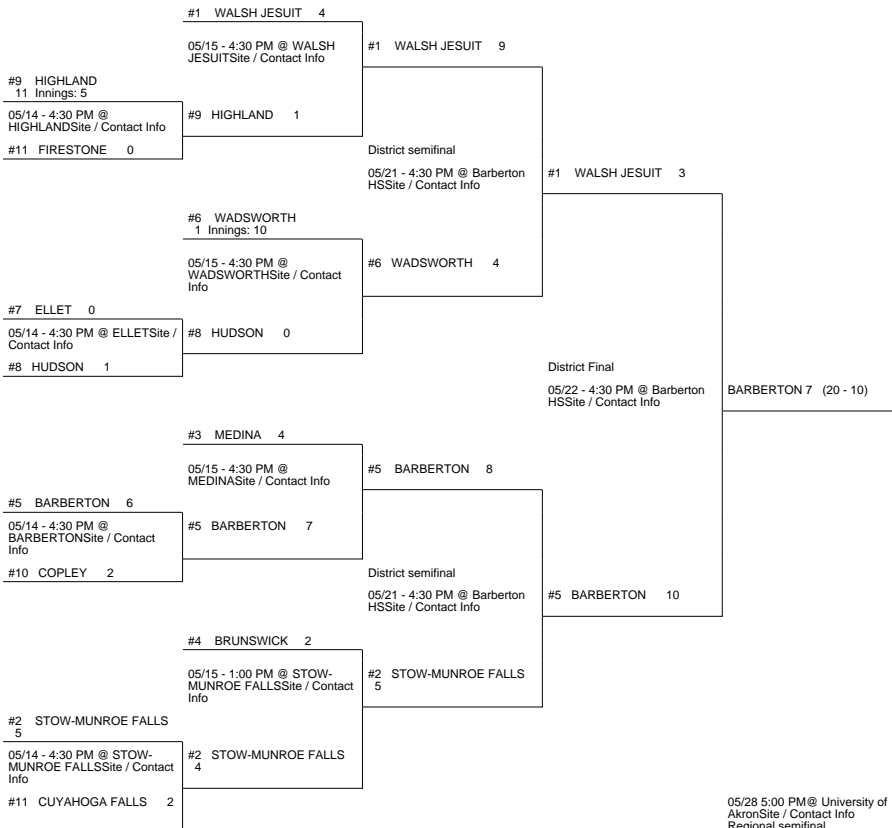 #1 WALSH JESUIT 4
05/15 - 4:30 PM @ WALSH
JESUITSite / Contact Info
#1 WALSH JESUIT 9
#9 HIGHLAND
11 Innings: 5
05/14 - 4:30 PM @
HIGHLANDSite / Contact Info
#9 HIGHLAND 1
#11 FIRESTONE 0
District semifinal
05/21 - 4:30 PM @ Barberton
HSSite / Contact Info
#1 WALSH JESUIT 3
#6 WADSWORTH
1 Innings: 10
05/15 - 4:30 PM @
WADSWORTHSite / Contact
Info
#6 WADSWORTH 4
#7 ELLET 0
05/14 - 4:30 PM @ ELLETSite /
Contact Info
#8 HUDSON 0
#8 HUDSON 1
District Final
05/22 - 4:30 PM @ Barberton
HSSite / Contact Info
BARBERTON 7 (20 - 10)
#3 MEDINA 4
05/15 - 4:30 PM @
MEDINASite / Contact Info
#5 BARBERTON 8
#5 BARBERTON 6
05/14 - 4:30 PM @
BARBERTONSite / Contact
Info
#5 BARBERTON 7
#10 COPLEY 2
District semifinal
05/21 - 4:30 PM @ Barberton
HSSite / Contact Info
#5 BARBERTON 10
#4 BRUNSWICK 2
05/15 - 1:00 PM @ STOW-
MUNROE FALLSSite / Contact
Info
#2 STOW-MUNROE FALLS
5
#2 STOW-MUNROE FALLS
5
05/14 - 4:30 PM @ STOW-
MUNROE FALLSSite / Contact
Info
#2 STOW-MUNROE FALLS
4
#11 CUYAHOGA FALLS 2
05/28 5:00 PM@ University of
AkronSite / Contact Info
Regional semifinal